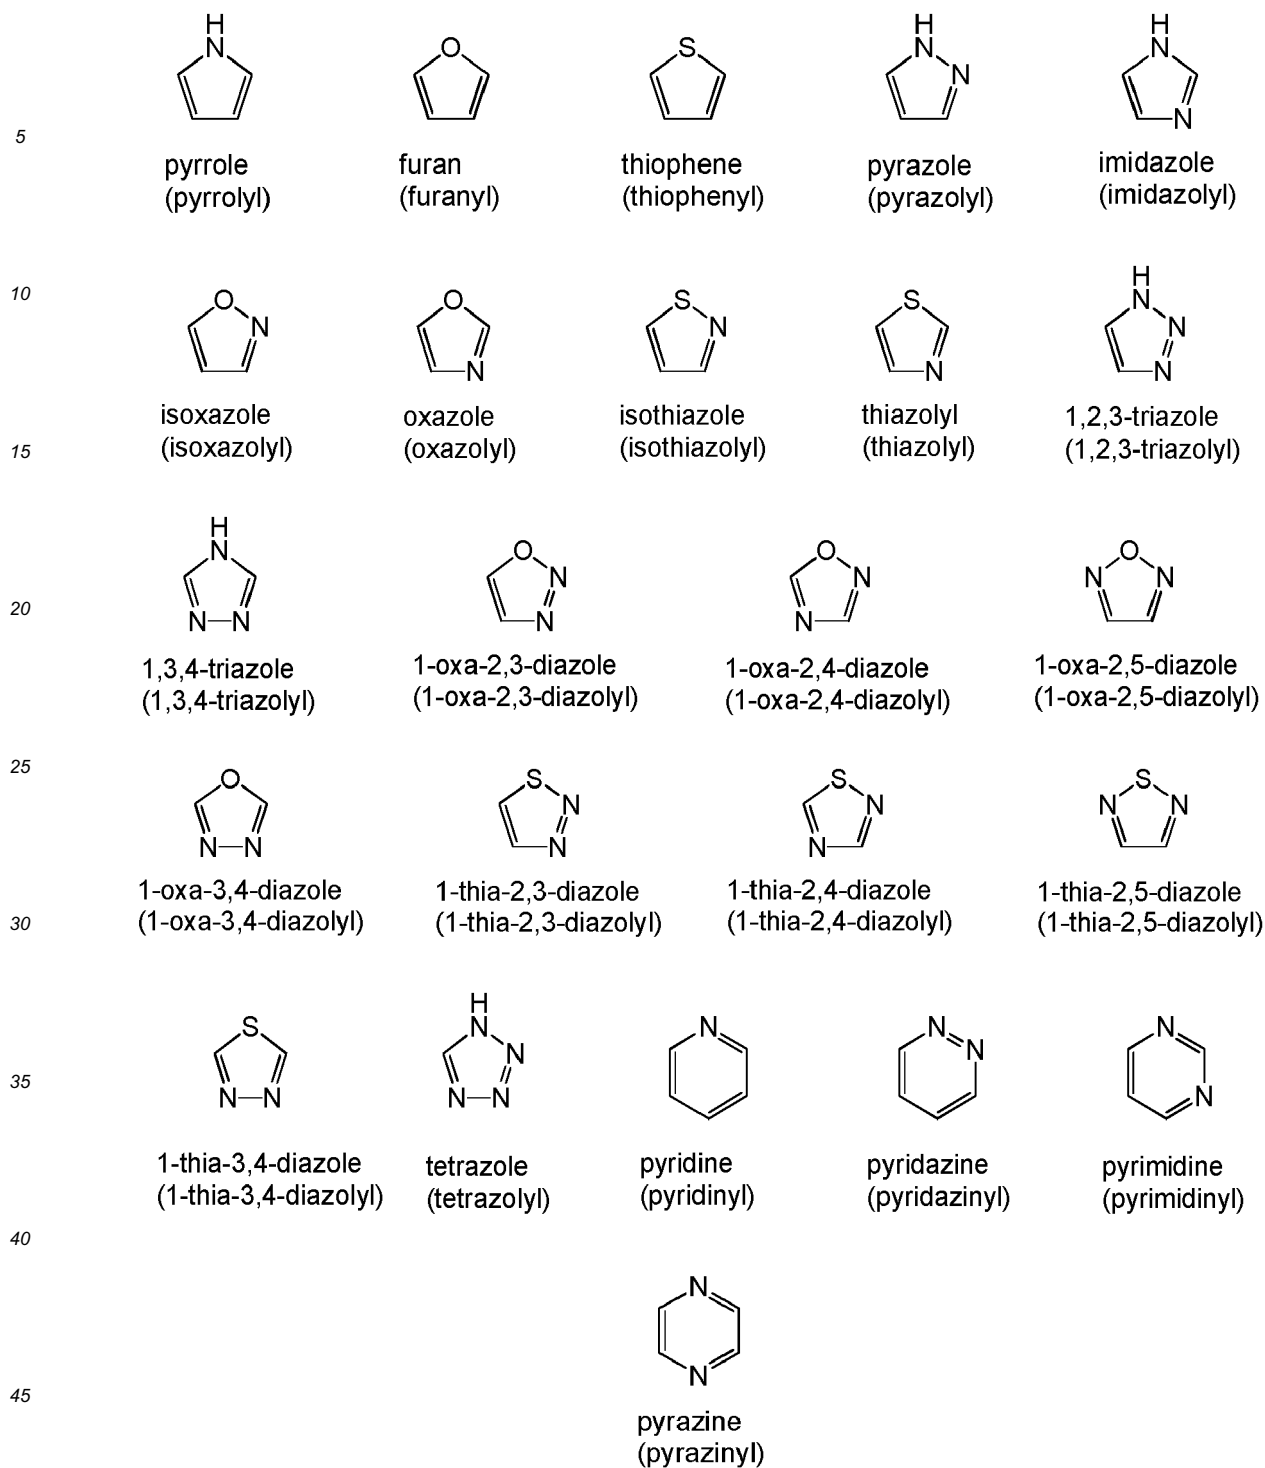 H
N
O
S
H
N
N
H
N
N
5
pyrrole
(pyrrolyl)
furan
(furanyl)
thiophene
(thiophenyl)
pyrazole
(pyrazolyl)
imidazole
(imidazolyl)
10
O
N
O
N
S
N
S
N
H
N
N
N
isoxazole
(isoxazolyl)
oxazole
(oxazolyl)
isothiazole
(isothiazolyl)
thiazolyl
(thiazolyl)
1,2,3-triazole
(1,2,3-triazolyl)
15
H
N
N N
O
N
N
O
N
N
O
N N
20
1,3,4-triazole
(1,3,4-triazolyl)
1-oxa-2,3-diazole
(1-oxa-2,3-diazolyl)
1-oxa-2,4-diazole
(1-oxa-2,4-diazolyl)
1-oxa-2,5-diazole
(1-oxa-2,5-diazolyl)
25
O
N N
S
N
N
S
N
N
S
N N
1-oxa-3,4-diazole
(1-oxa-3,4-diazolyl)
1-thia-2,3-diazole
(1-thia-2,3-diazolyl)
1-thia-2,4-diazole
(1-thia-2,4-diazolyl)
1-thia-2,5-diazole
(1-thia-2,5-diazolyl)
30
S
N N
H
N
N
N N
N
N
N
N
N
35
1-thia-3,4-diazole
(1-thia-3,4-diazolyl)
tetrazole
(tetrazolyl)
pyridine
(pyridinyl)
pyridazine
(pyridazinyl)
pyrimidine
(pyrimidinyl)
40
N
N
45
pyrazine
(pyrazinyl)